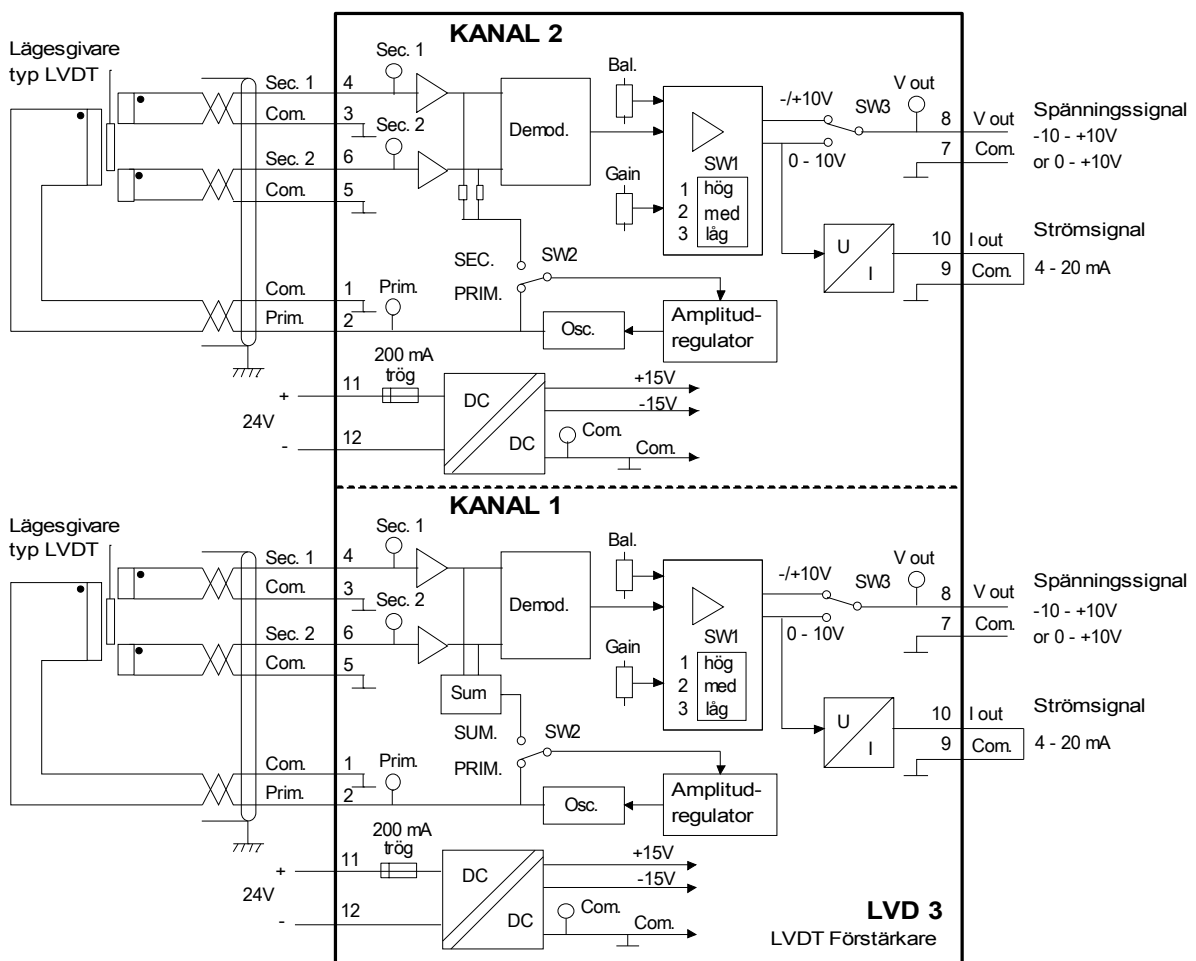 KANAL 2
Lägesgivare
typ LVDT
Sec. 1
4
Com.
3
Sec. 2
6
Com.
5
Com.
1
Prim.
2
Sec. 1
Sec. 2
Prim.
Demod.
Bal.
Gain
SW1
1 hög
2 med
3 låg
-/+10V
SW3
0 - 10V
V out
8 V out
7 Com.
Spänningssignal
-10 - +10V
or 0 - +10V
U
I
10 I out
9 Com.
Strömsignal
4 - 20 mA
SEC.
SW2
PRIM.
Osc.
Amplitud-
regulator
200 mA
trög
+
11
24V
-
12
DC
DC
+15V
-15V
Com.
Com.
KANAL 1
Lägesgivare
typ LVDT
Sec. 1
4
Com.
3
Sec. 2
6
Com.
5
Com.
1
Prim.
2
Sec. 1
Sec. 2
Prim.
Demod.
Sum
Bal.
Gain
SW1
1 hög
2 med
3 låg
-/+10V
SW3
0 - 10V
V out
8 V out
7 Com.
Spänningssignal
-10 - +10V
or 0 - +10V
U
I
10 I out
9 Com.
Strömsignal
4 - 20 mA
SUM.
SW2
PRIM.
Osc.
Amplitud-
regulator
200 mA
trög
+
11
24V
-
12
DC
DC
+15V
-15V
Com.
Com.
LVD 3
LVDT Förstärkare